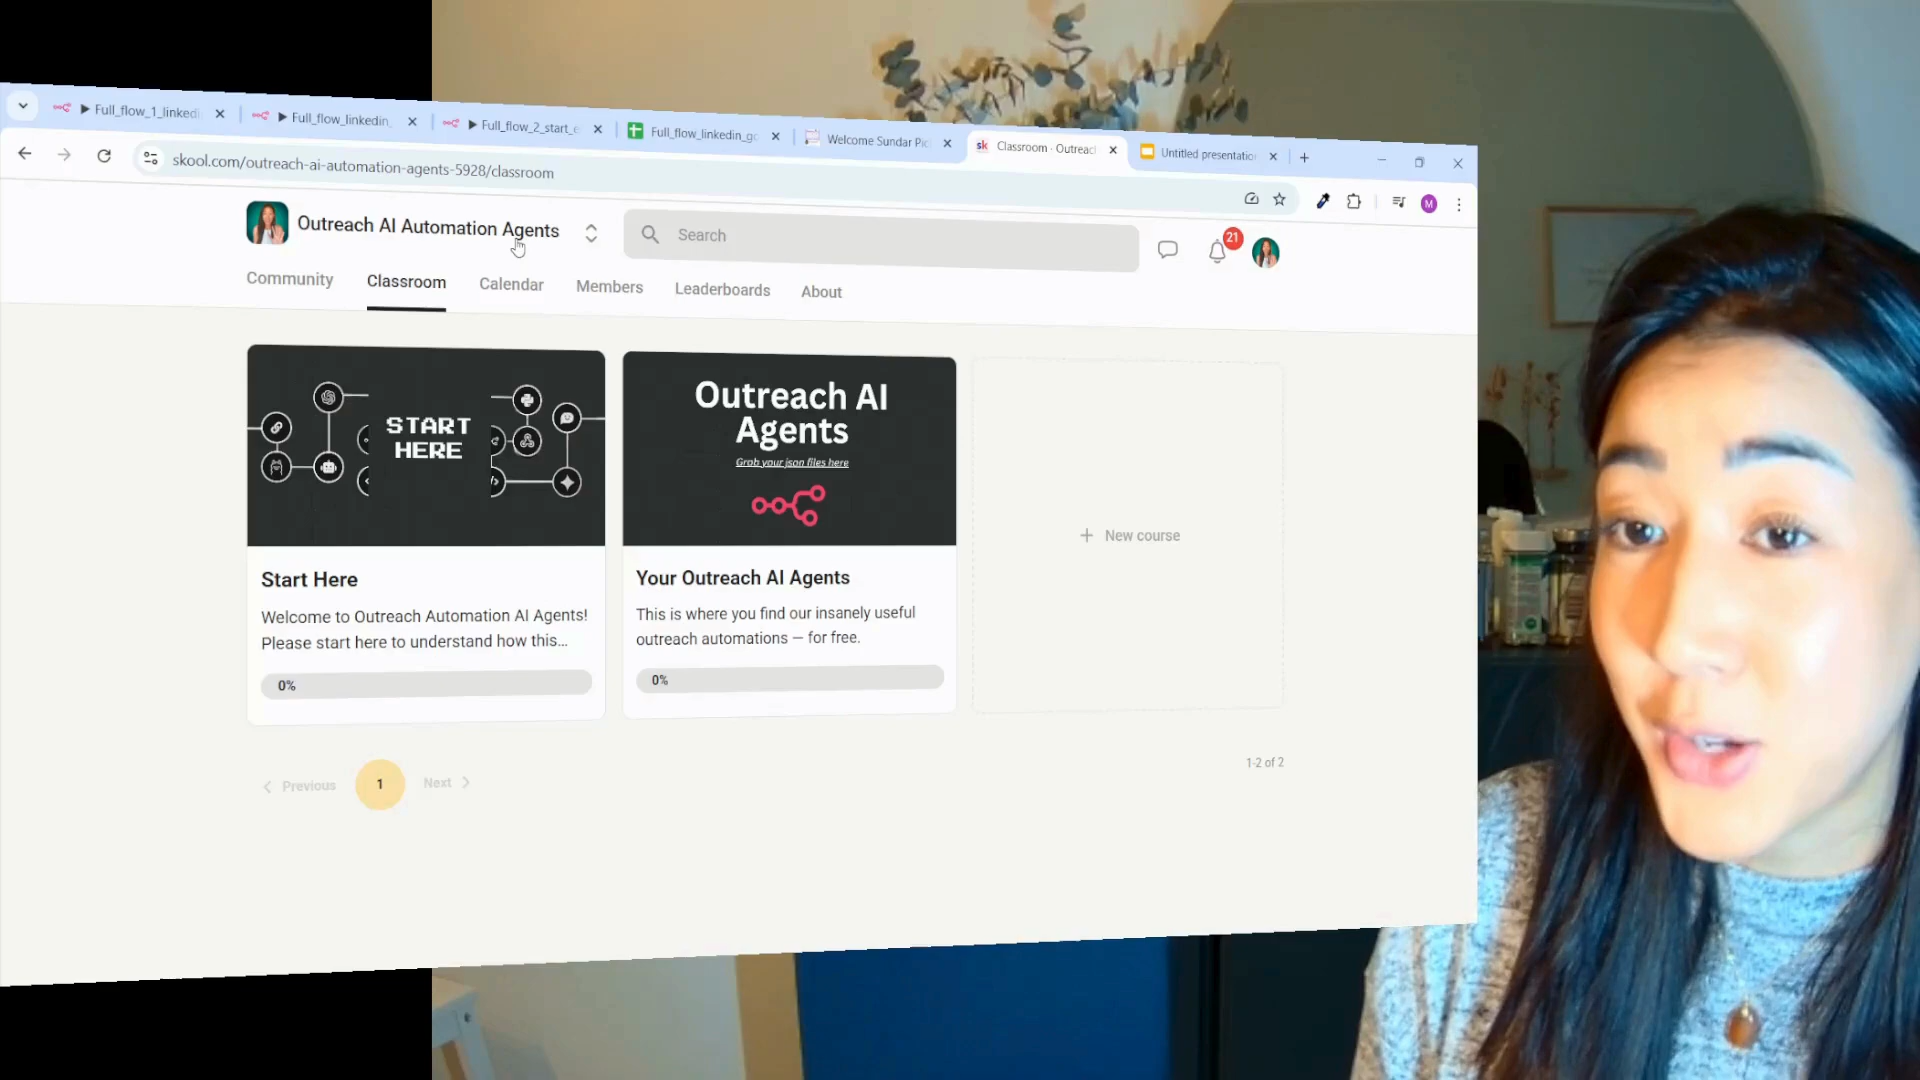 Full_flow_1_linkedi
Full_flow_linkedin_
Full_flow_2_start_e
Full_flow_linkedin_go
Welcome Sundar Pic
Classroom · Outreac
Untitled presentatio
skool.com/outreach-ai-automation-agents-5928/classroom
M
Outreach AI Automation Agents
Search
21
Community
Classroom
Calendar
Members
Leaderboards
About
START
HERE
Outreach AI
Agents
Grab your json files here
Start Here
Welcome to Outreach Automation AI Agents!
Please start here to understand how this...
0%
Your Outreach AI Agents
This is where you find our insanely useful
outreach automations — for free.
0%
+ New course
Previous
1
Next
1-2 of 2